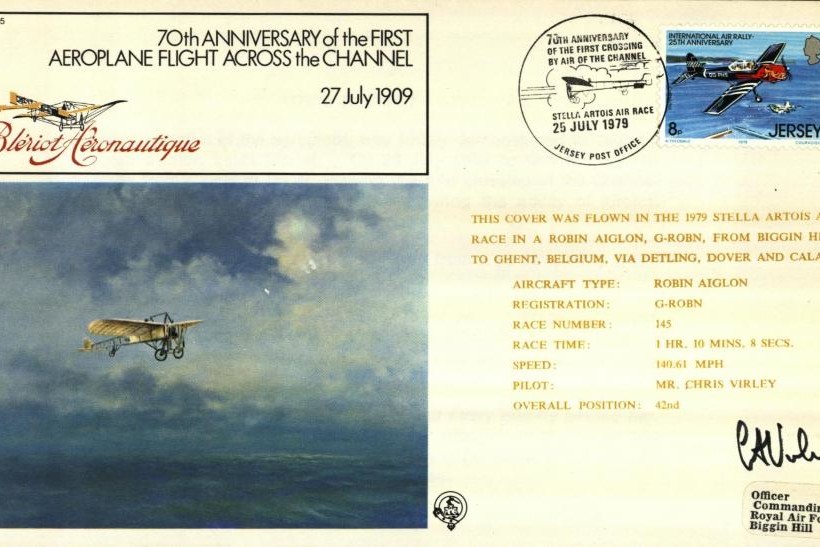 5
70th ANNIVERSARY of the FIRST
AEROPLANE FLIGHT ACROSS the CHANNEL
27 July 1909
Blériot Aéronautique
70TH ANNIVERSARY
OF THE FIRST CROSSING
BY AIR OF THE CHANNEL
STELLA ARTOIS AIR RACE
25 JULY 1979
JERSEY POST OFFICE
INTERNATIONAL AIR RALLY-
25TH ANNIVERSARY
8p
JERSEY
1979
THIS COVER WAS FLOWN IN THE 1979 STELLA ARTOIS A
RACE IN A ROBIN AIGLON, G-ROBN, FROM BIGGIN HI
TO GHENT, BELGIUM, VIA DETLING, DOVER AND CALA
AIRCRAFT TYPE: ROBIN AIGLON
REGISTRATION: G-ROBN
RACE NUMBER: 145
RACE TIME: 1 HR. 10 MINS. 8 SECS.
SPEED: 140.61 MPH
PILOT: MR. CHRIS VIRLEY
OVERALL POSITION: 42nd
Officer
Commandin
Royal Air Fo
Biggin Hill